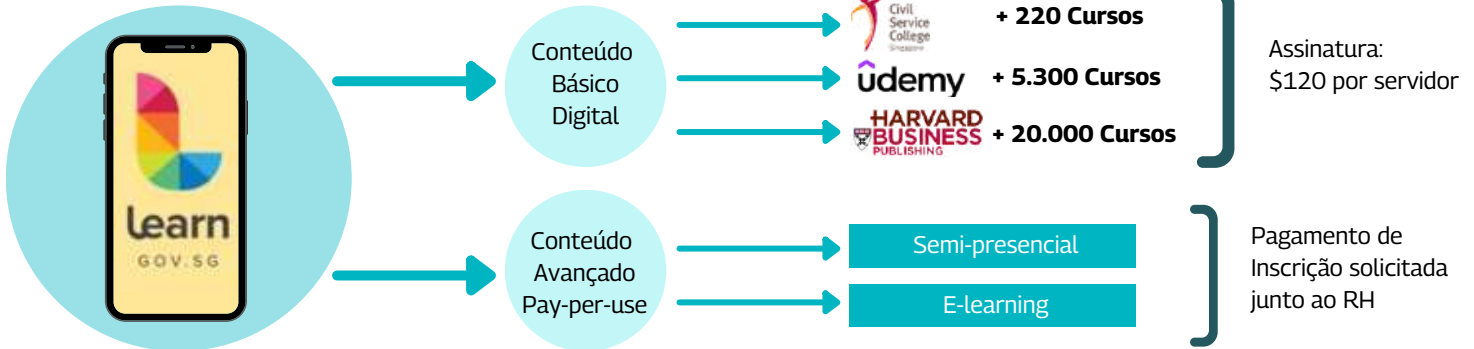 learn
GOV.SG
Conteúdo
Básico
Digital
Civil
Service
College
Singapore
+ 220 Cursos
ûdemy
+ 5.300 Cursos
HARVARD
BUSINESS
PUBLISHING
+ 20.000 Cursos
Assinatura:
$120 por servidor
Conteúdo
Avançado
Pay-per-use
Semi-presencial
E-learning
Pagamento de
Inscrição solicitada
junto ao RH